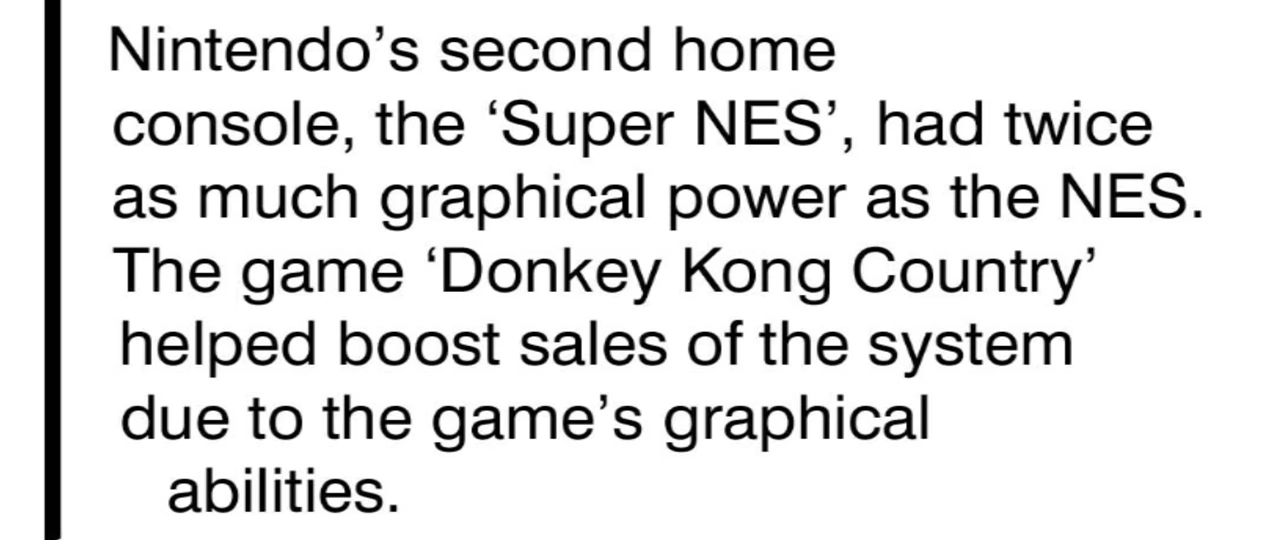 Nintendo’s second home
console, the ‘Super NES’, had twice
as much graphical power as the NES.
The game ‘Donkey Kong Country’
helped boost sales of the system
due to the game’s graphical
abilities.